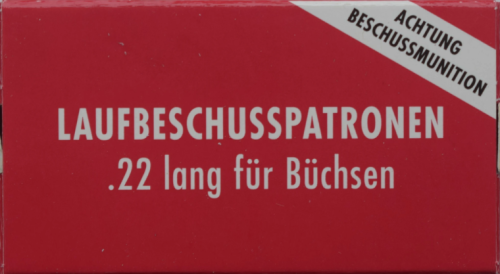 ACHTUNG
BESCHUSSMUNITION
LAUFBESCHUSSPATRONEN
.22 lang für Büchsen